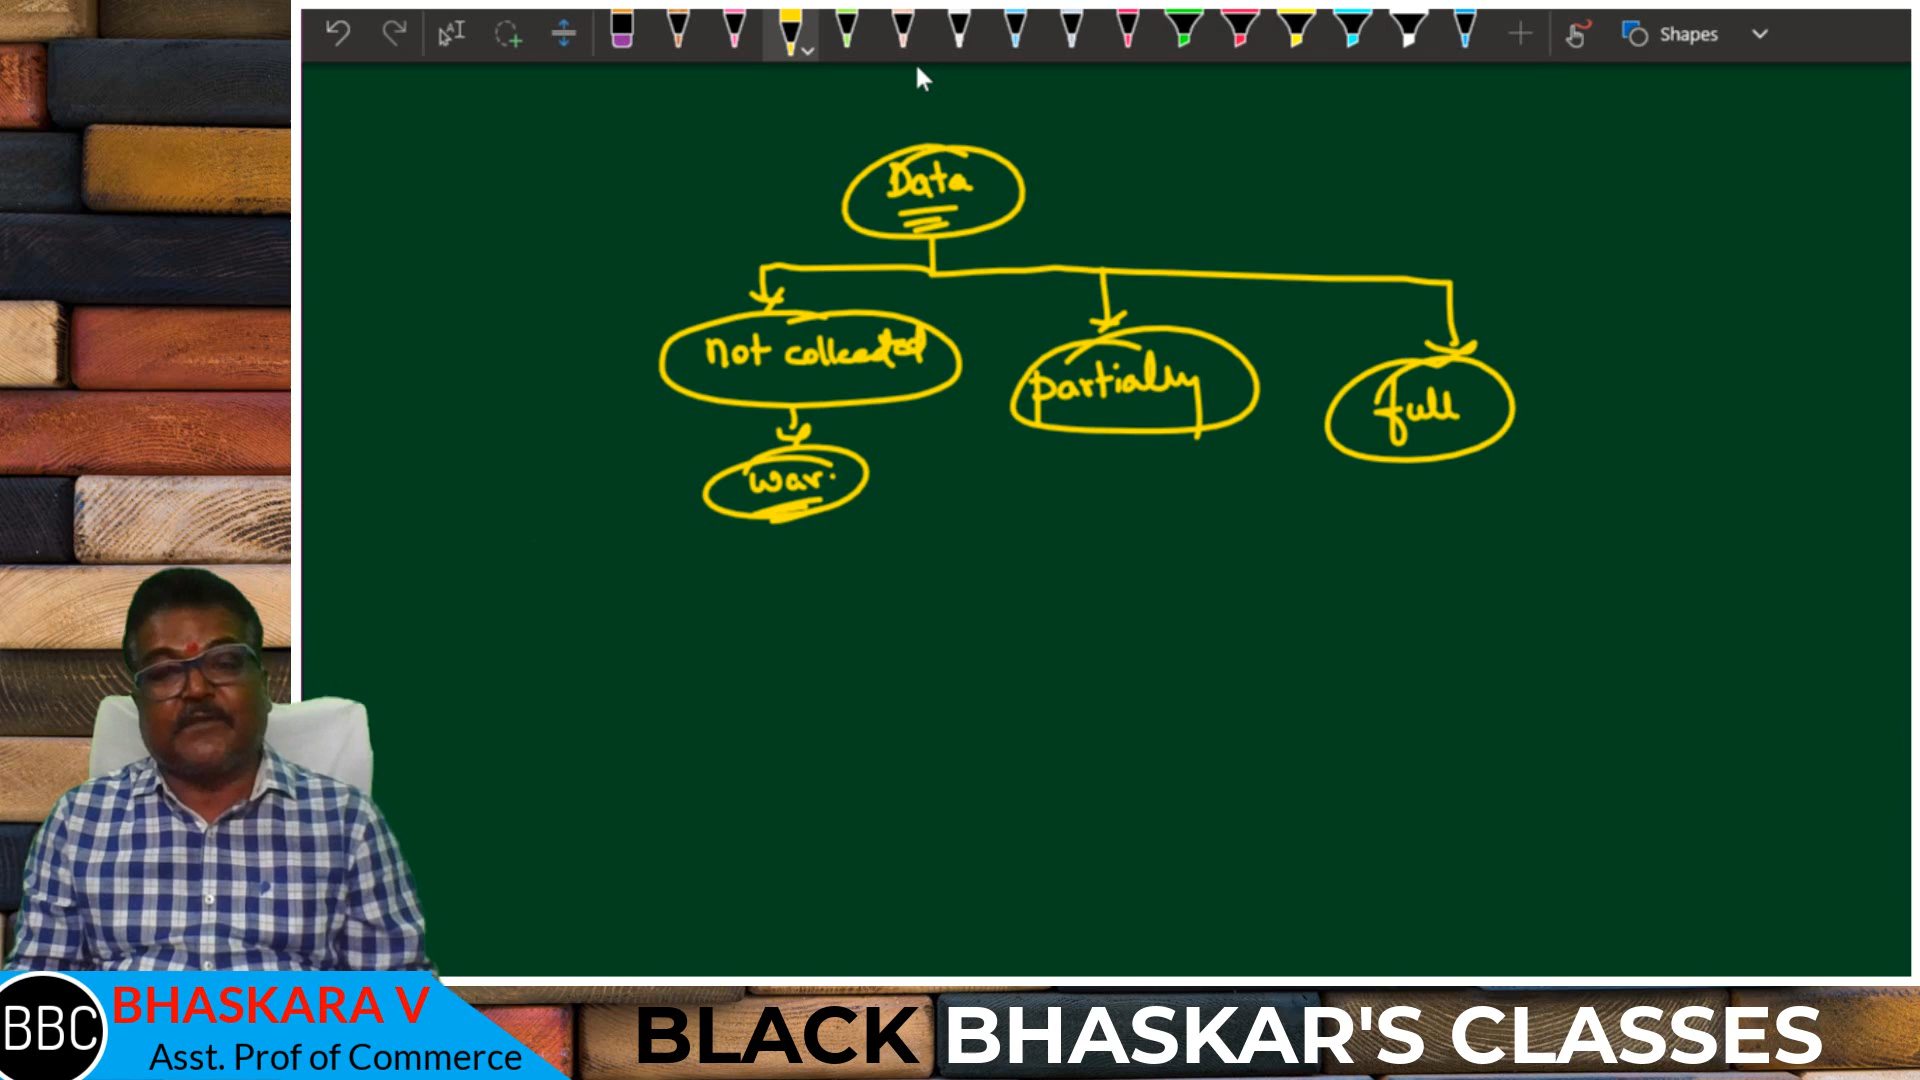 Shapes
Data
not collected
partially
full
war.
BBC
BHASKARA V
Asst. Prof of Commerce
BLACK BHASKAR'S CLASSES